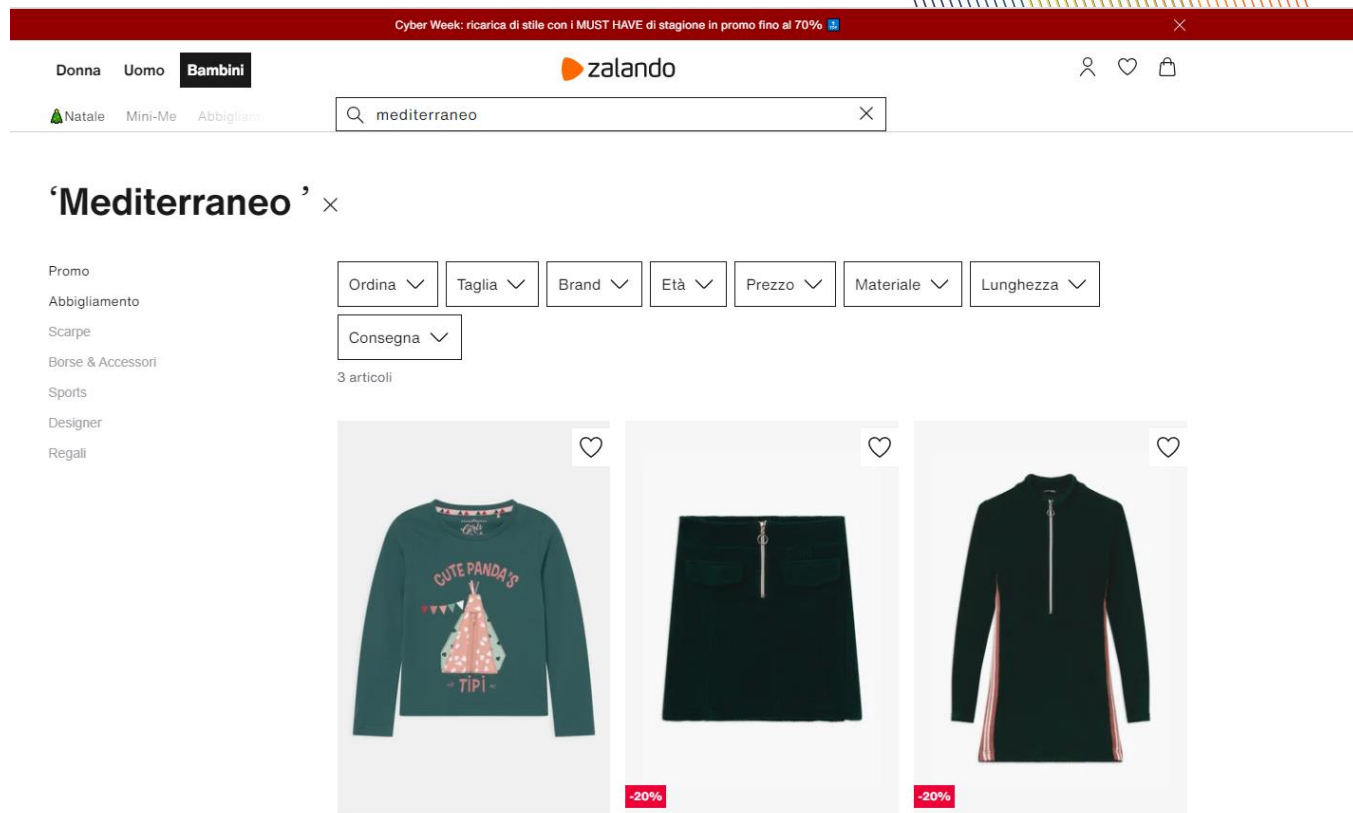 Cyber Week: ricarica di stile con i MUST HAVE di stagione in promo fino al 70%
Donna Uomo Bambini
zalando
Natale Mini-Me Abbigliam
mediterraneo
‘Mediterraneo ’
Promo
Abbigliamento
Scarpe
Borse & Accessori
Sports
Designer
Regali
Ordina Taglia Brand Età Prezzo Materiale Lunghezza
Consegna
3 articoli
CUTE PANDA'S
TiPi
-20%
-20%